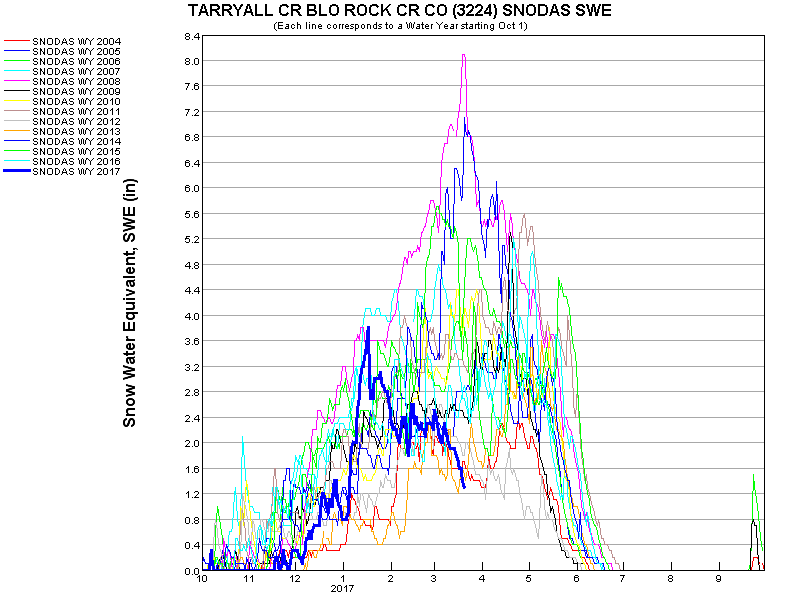 TARRYALL CR BLO ROCK CR CO (3224) SNODAS SWE
(Each line corresponds to a Water Year starting Oct 1)
SNODAS WY 2004
SNODAS WY 2005
SNODAS WY 2006
SNODAS WY 2007
SNODAS WY 2008
SNODAS WY 2009
SNODAS WY 2010
SNODAS WY 2011
SNODAS WY 2012
SNODAS WY 2013
SNODAS WY 2014
SNODAS WY 2015
SNODAS WY 2016
SNODAS WY 2017
Snow Water Equivalent, SWE (in)
8.4
8.0
7.6
7.2
6.8
6.4
6.0
5.6
5.2
4.8
4.4
4.0
3.6
3.2
2.8
2.4
2.0
1.6
1.2
0.8
0.4
0.0
10 11 12 1 2 3 4 5 6 7 8 9
2017